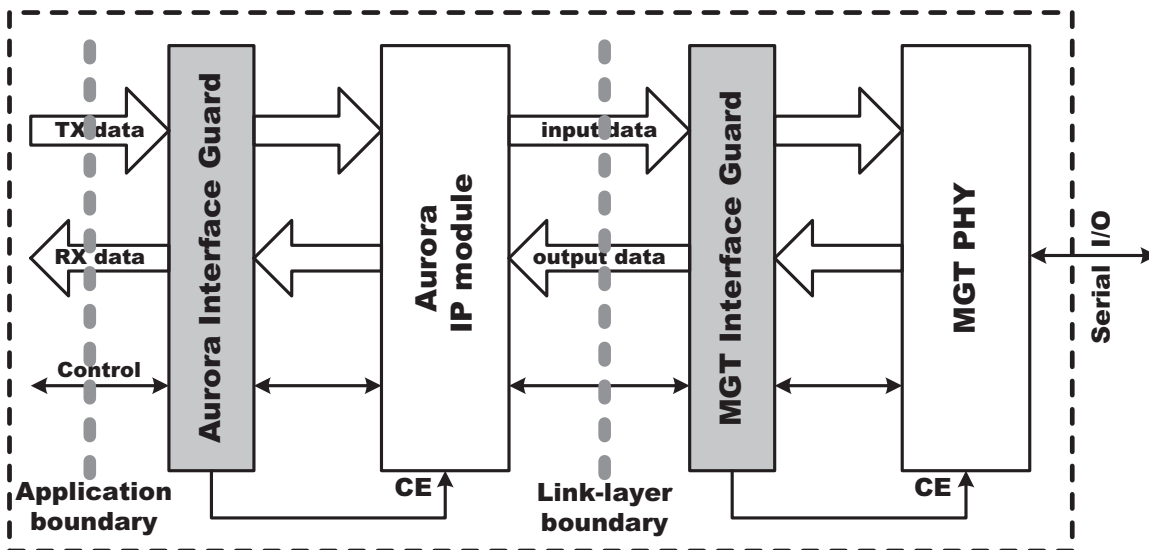 TX data
RX data
Control
Application
boundary
Aurora Interface Guard
CE
Aurora
IP module
input data
output data
Link-layer
boundary
MGT Interface Guard
CE
MGT PHY
Serial I/O